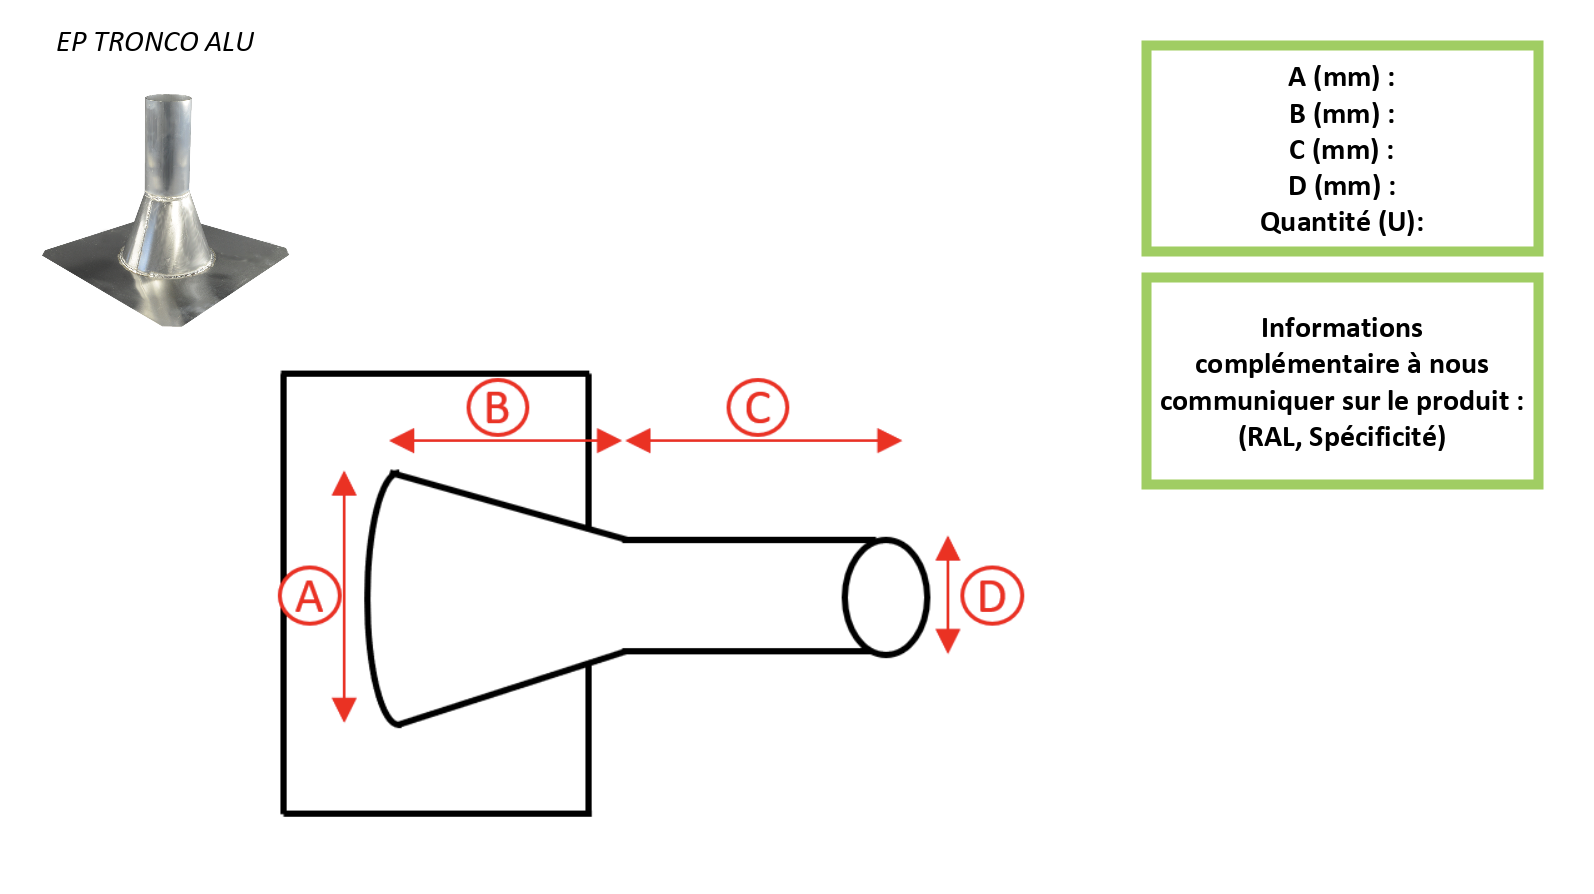 EP TRONCO ALU
A (mm) :
B (mm) :
C (mm) :
D (mm) :
Quantité (U):
Informations
complémentaire à nous
communiquer sur le produit :
(RAL, Spécificité)
B
C
A
D